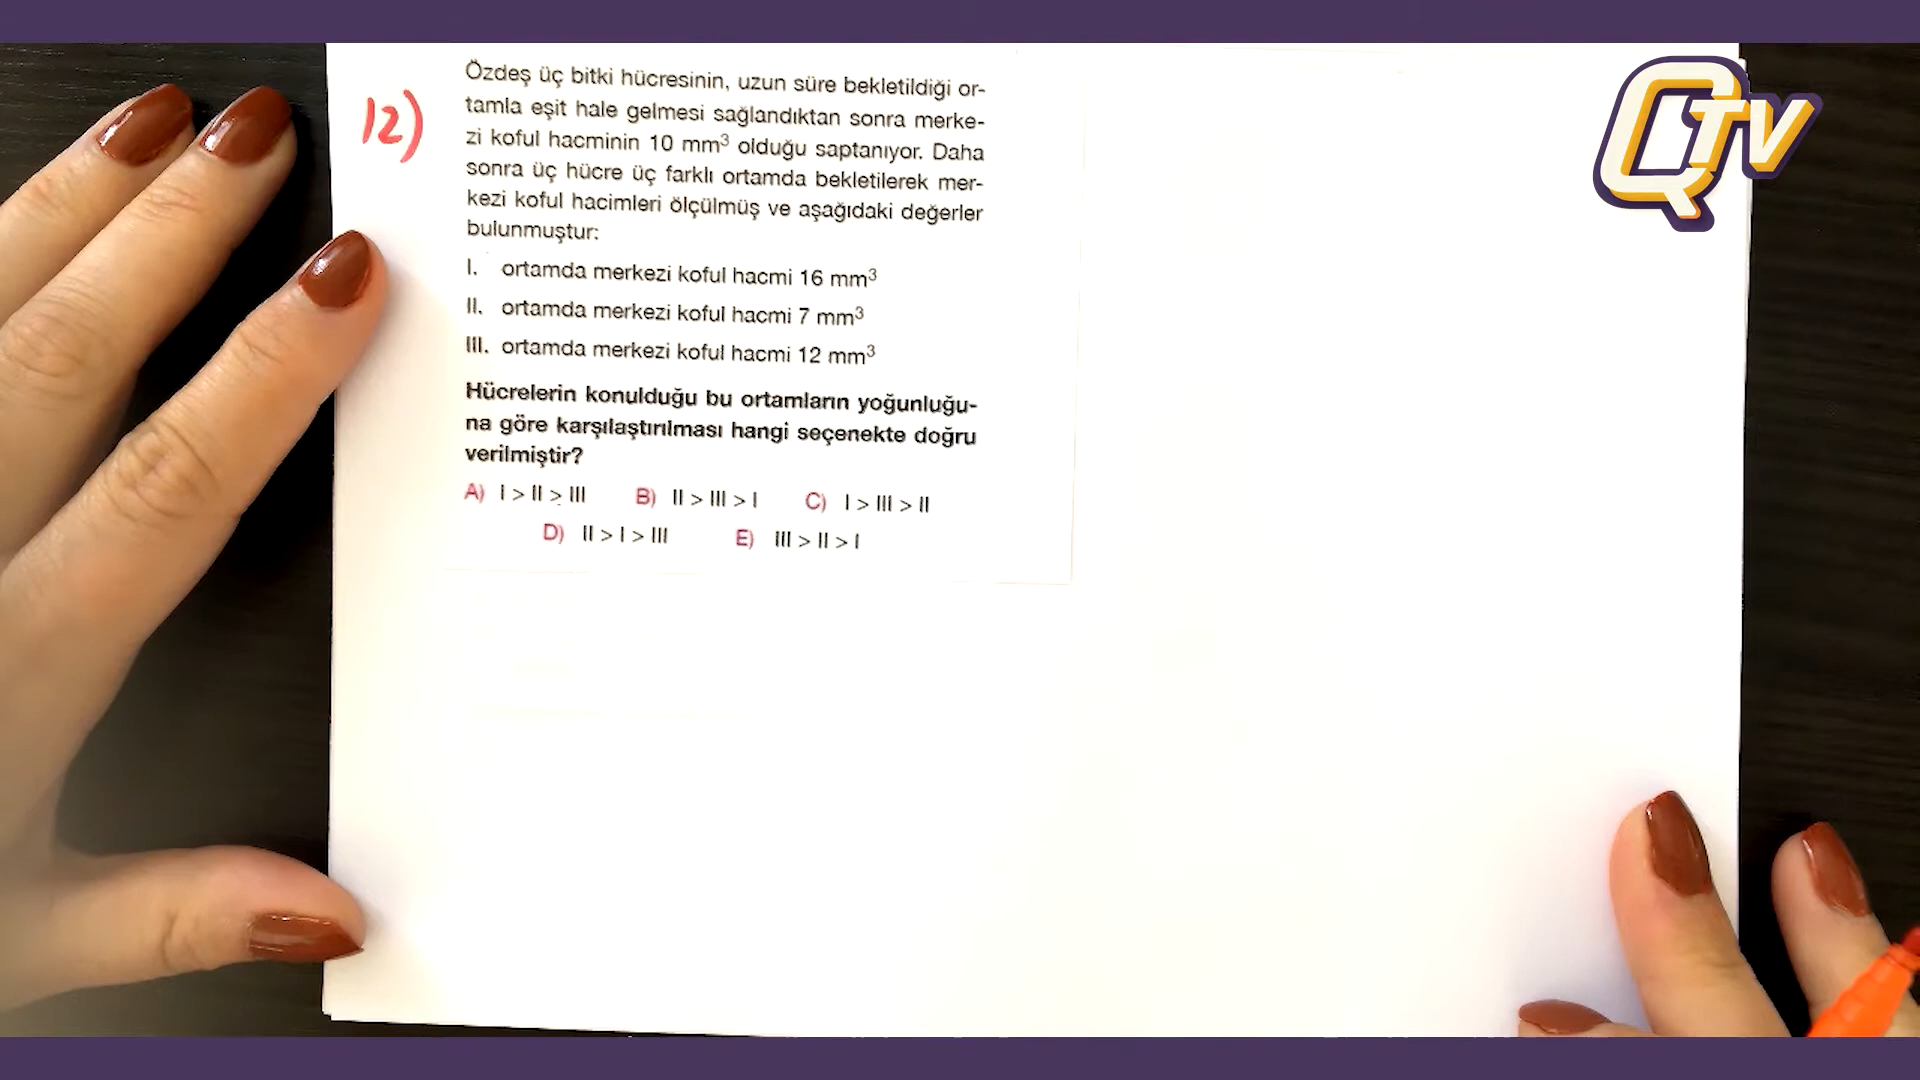 QTV
12)
Özdeş üç bitki hücresinin, uzun süre bekletildiği or-
tamla eşit hale gelmesi sağlandıktan sonra merke-
zi koful hacminin 10 mm³ olduğu saptanıyor. Daha
sonra üç hücre üç farklı ortamda bekletilerek mer-
kezi koful hacimleri ölçülmüş ve aşağıdaki değerler
bulunmuştur:
I. ortamda merkezi koful hacmi 16 mm³
II. ortamda merkezi koful hacmi 7 mm³
III. ortamda merkezi koful hacmi 12 mm³
Hücrelerin konulduğu bu ortamların yoğunluğu-
na göre karşılaştırılması hangi seçenekte doğru
verilmiştir?
A) I > II > III B) II > III > I C) I > III > II
D) II > I > III E) III > II > I